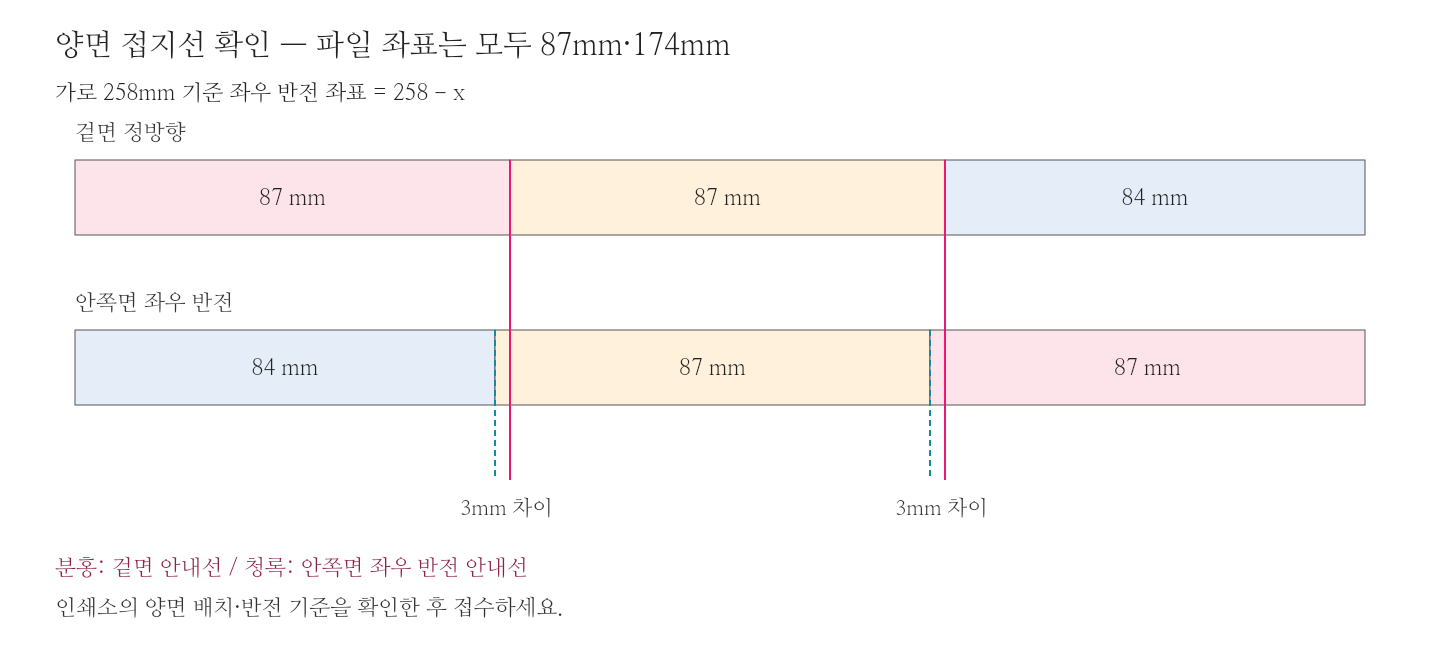 양면 접지선 확인 — 파일 좌표는 모두 87mm·174mm
가로 258mm 기준 좌우 반전 좌표 = 258 − x
겉면 정방향
87 mm 87 mm 84 mm
안쪽면 좌우 반전
84 mm 87 mm 87 mm
3mm 차이 3mm 차이
분홍: 겉면 안내선 / 청록: 안쪽면 좌우 반전 안내선
인쇄소의 양면 배치·반전 기준을 확인한 후 접수하세요.